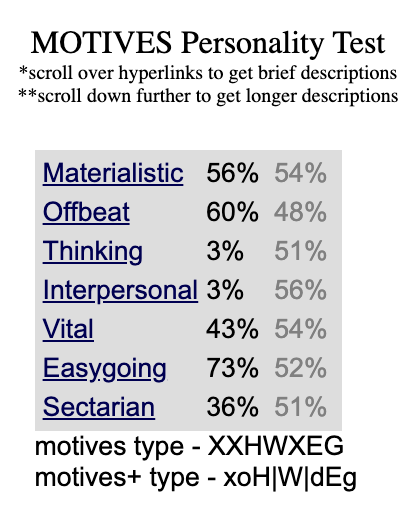 MOTIVES Personality Test
*scroll over hyperlinks to get brief descriptions
**scroll down further to get longer descriptions
Materialistic 56% 54%
Offbeat 60% 48%
Thinking 3% 51%
Interpersonal 3% 56%
Vital 43% 54%
Easygoing 73% 52%
Sectarian 36% 51%
motives type - XXHWXEG
motives+ type - xoH|W|dEg